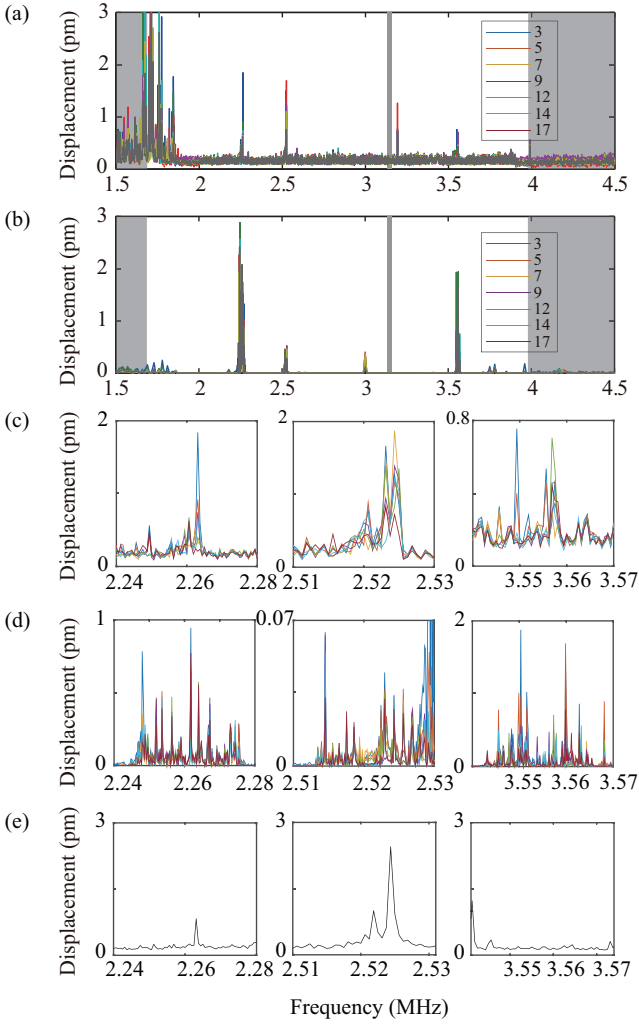 (a)
Displacement (pm)
3
2
1
0
1.5 2 2.5 3 3.5 4 4.5
3
5
7
9
12
14
17
(b)
Displacement (pm)
3
2
1
0
1.5 2 2.5 3 3.5 4 4.5
3
5
7
9
12
14
17
(c)
Displacement (pm)
2
0
2.24 2.26 2.28
2
0
2.51 2.52 2.53
0.8
0
3.55 3.56 3.57
(d)
Displacement (pm)
1
0
2.24 2.26 2.28
0.07
0
2.51 2.52 2.53
2
0
3.55 3.56 3.57
(e)
Displacement (pm)
3
0
2.24 2.26 2.28
3
0
2.51 2.52 2.53
3
0
3.55 3.56 3.57
Frequency (MHz)